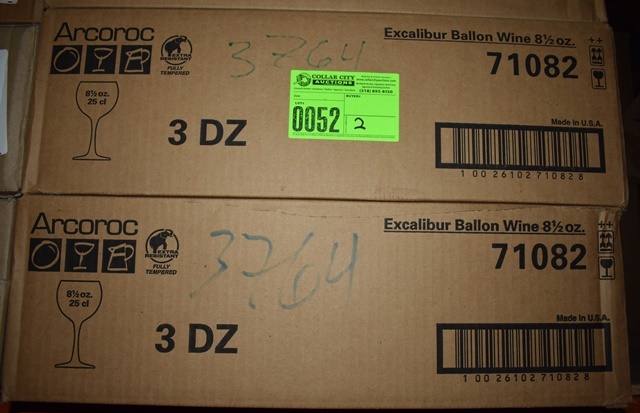 Arcoroc
EXTRA RESISTANT
FULLY TEMPERED
8½ oz.
25 cl
3 DZ
3764
COLLAR CITY
AUCTIONS
(518) 895-8150
LOT#
0052
2
Excalibur Ballon Wine 8½ oz.
71082
Made in U.S.A.
1 00 26102 71082 8
Arcoroc
EXTRA RESISTANT
FULLY TEMPERED
8½ oz.
25 cl
3 DZ
3764
Excalibur Ballon Wine 8½ oz.
71082
Made in U.S.A.
1 00 26102 71082 8